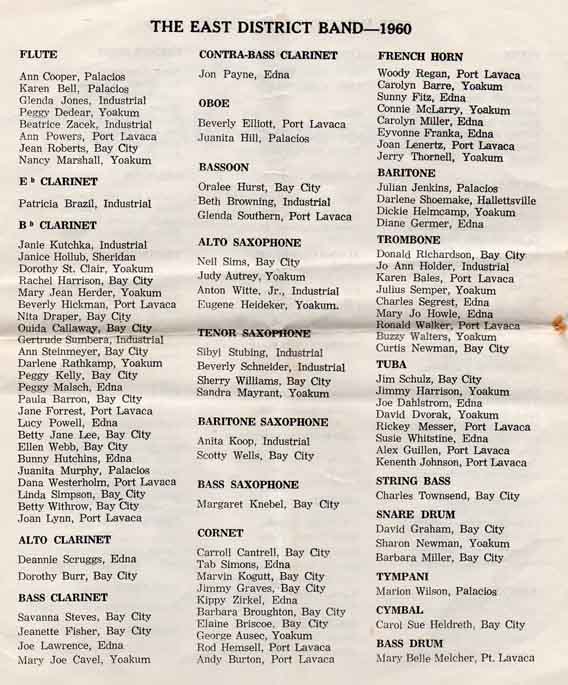 THE EAST DISTRICT BAND—1960
FLUTE
Ann Cooper, Palacios
Karen Bell, Palacios
Glenda Jones, Industrial
Peggy Dedear, Yoakum
Beatrice Zacek, Industrial
Ann Powers, Port Lavaca
Jean Roberts, Bay City
Nancy Marshall, Yoakum
E♭ CLARINET
Patricia Brazil, Industrial
B♭ CLARINET
Janie Kutchka, Industrial
Janice Hollub, Sheridan
Dorothy St. Clair, Yoakum
Rachel Harrison, Bay City
Mary Jean Herder, Yoakum
Beverly Hickman, Port Lavaca
Nita Draper, Bay City
Ouida Callaway, Bay City
Gertrude Sumbera, Industrial
Ann Steinmeyer, Bay City
Darlene Rathkamp, Yoakum
Peggy Kelly, Bay City
Peggy Malsch, Edna
Paula Barron, Bay City
Jane Forrest, Port Lavaca
Lucy Powell, Edna
Betty Jane Lee, Bay City
Ellen Webb, Bay City
Bunny Hutchins, Edna
Juanita Murphy, Palacios
Dana Westerholm, Port Lavaca
Linda Simpson, Bay City
Betty Withrow, Bay City
Joan Lynn, Port Lavaca
ALTO CLARINET
Deannie Scruggs, Edna
Dorothy Burr, Bay City
BASS CLARINET
Savanna Steves, Bay City
Jeanette Fisher, Bay City
Joe Lawrence, Edna
Mary Joe Cavel, Yoakum
CONTRA-BASS CLARINET
Jon Payne, Edna
OBOE
Beverly Elliott, Port Lavaca
Juanita Hill, Palacios
BASSOON
Oralee Hurst, Bay City
Beth Browning, Industrial
Glenda Southern, Port Lavaca
ALTO SAXOPHONE
Neil Sims, Bay City
Judy Autrey, Yoakum
Anton Witte, Jr., Industrial
Eugene Heideker, Yoakum.
TENOR SAXOPHONE
Sibyl Stubing, Industrial
Beverly Schneider, Industrial
Sherry Williams, Bay City
Sandra Mayrant, Yoakum
BARITONE SAXOPHONE
Anita Koop, Industrial
Scotty Wells, Bay City
BASS SAXOPHONE
Margaret Knebel, Bay City
CORNET
Carroll Cantrell, Bay City
Tab Simons, Edna
Marvin Kogutt, Bay City
Jimmy Graves, Bay City
Kippy Zirkel, Edna
Barbara Broughton, Bay City
Elaine Briscoe, Bay City
George Ausec, Yoakum
Rod Hemsell, Port Lavaca
Andy Burton, Port Lavaca
FRENCH HORN
Woody Regan, Port Lavaca
Carolyn Barre, Yoakum
Sunny Fitz, Edna
Connie McLarry, Yoakum
Carolyn Miller, Edna
Eyvonne Franka, Edna
Joan Lenertz, Port Lavaca
Jerry Thornell, Yoakum
BARITONE
Julian Jenkins, Palacios
Darlene Shoemake, Hallettsville
Dickie Helmcamp, Yoakum
Diane Germer, Edna
TROMBONE
Donald Richardson, Bay City
Jo Ann Holder, Industrial
Karen Bales, Port Lavaca
Julius Semper, Yoakum
Charles Segrest, Edna
Mary Jo Howle, Edna
Ronald Walker, Port Lavaca
Buzzy Walters, Yoakum
Curtis Newman, Bay City
TUBA
Jim Schulz, Bay City
Jimmy Harrison, Yoakum
Joe Dahlstrom, Edna
David Dvorak, Yoakum
Rickey Messer, Port Lavaca
Susie Whitstine, Edna
Alex Guillen, Port Lavaca
Kenenth Johnson, Port Lavaca
STRING BASS
Charles Townsend, Bay City
SNARE DRUM
David Graham, Bay City
Sharon Newman, Yoakum
Barbara Miller, Bay City
TYMPANI
Marion Wilson, Palacios
CYMBAL
Carol Sue Heldreth, Bay City
BASS DRUM
Mary Belle Melcher, Pt. Lavaca